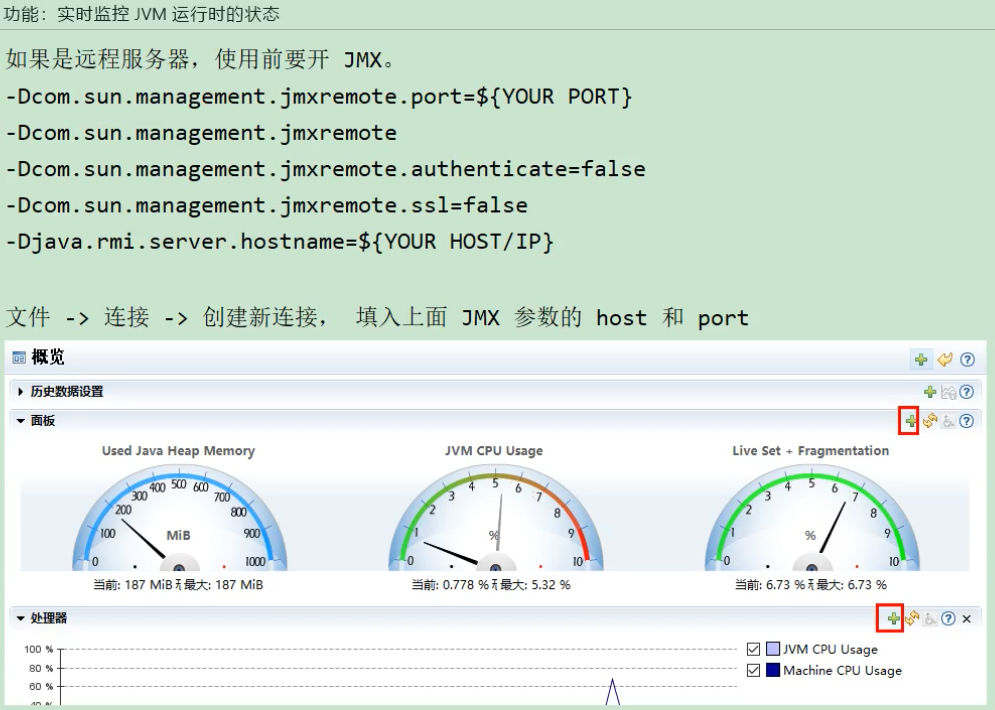 功能：实时监控 JVM 运行时的状态
如果是远程服务器，使用前要开 JMX。
-Dcom.sun.management.jmxremote.port=${YOUR PORT}
-Dcom.sun.management.jmxremote
-Dcom.sun.management.jmxremote.authenticate=false
-Dcom.sun.management.jmxremote.ssl=false
-Djava.rmi.server.hostname=${YOUR HOST/IP}
文件 -> 连接 -> 创建新连接， 填入上面 JMX 参数的 host 和 port
概览
历史数据设置
面板
Used Java Heap Memory
0 100 200 300 400 500 600 700 800 900 1000
MiB
当前: 187 MiB 最大: 187 MiB
JVM CPU Usage
0 1 2 3 4 5 6 7 8 9 10
%
当前: 0.778 % 最大: 5.32 %
Live Set + Fragmentation
0 1 2 3 4 5 6 7 8 9 10
%
当前: 6.73 % 最大: 6.73 %
处理器
100 %
80 %
60 %
40 %
JVM CPU Usage
Machine CPU Usage